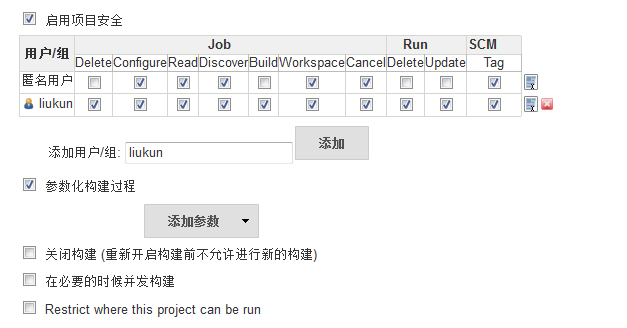 启用项目安全
用户/组 Job Run SCM
Delete Configure Read Discover Build Workspace Cancel Delete Update Tag
匿名用户
liukun
添加用户/组: liukun 添加
参数化构建过程
添加参数
关闭构建 (重新开启构建前不允许进行新的构建)
在必要的时候并发构建
Restrict where this project can be run